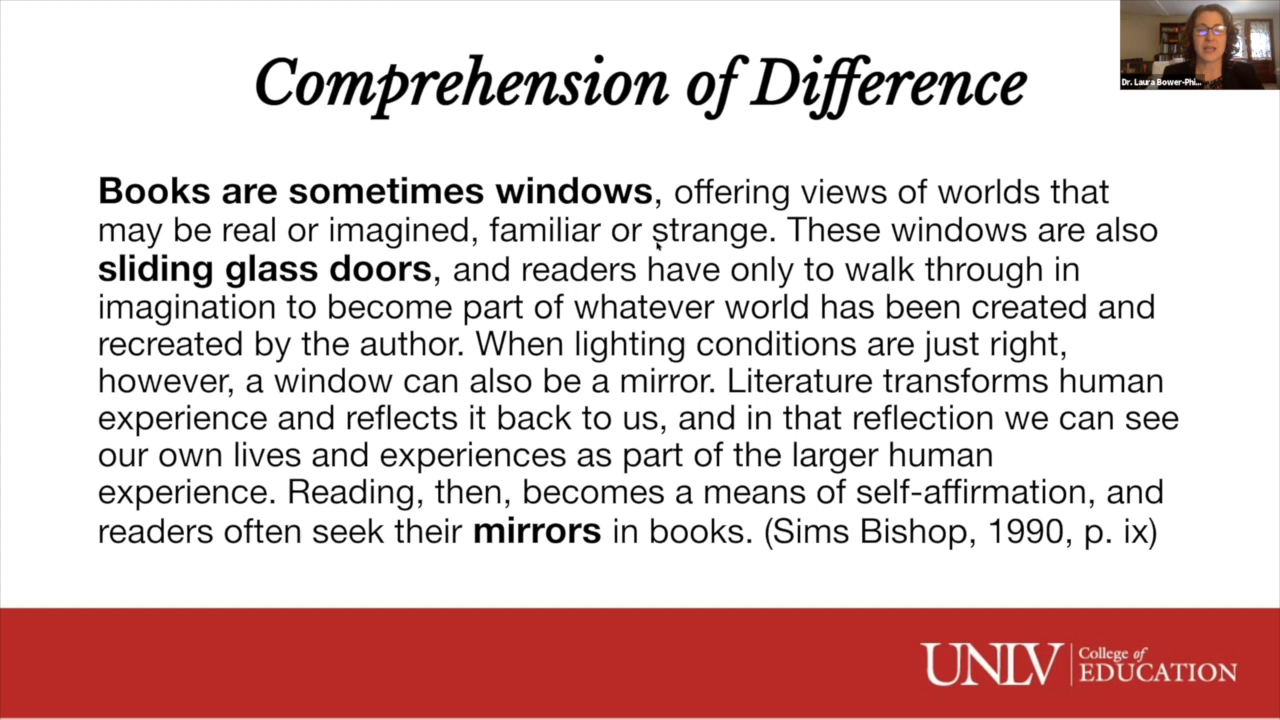 Comprehension of Difference
Dr. Laura Bower-Phi...
Books are sometimes windows, offering views of worlds that
may be real or imagined, familiar or strange. These windows are also
sliding glass doors, and readers have only to walk through in
imagination to become part of whatever world has been created and
recreated by the author. When lighting conditions are just right,
however, a window can also be a mirror. Literature transforms human
experience and reflects it back to us, and in that reflection we can see
our own lives and experiences as part of the larger human
experience. Reading, then, becomes a means of self-affirmation, and
readers often seek their mirrors in books. (Sims Bishop, 1990, p. ix)
UNLV
College of
EDUCATION